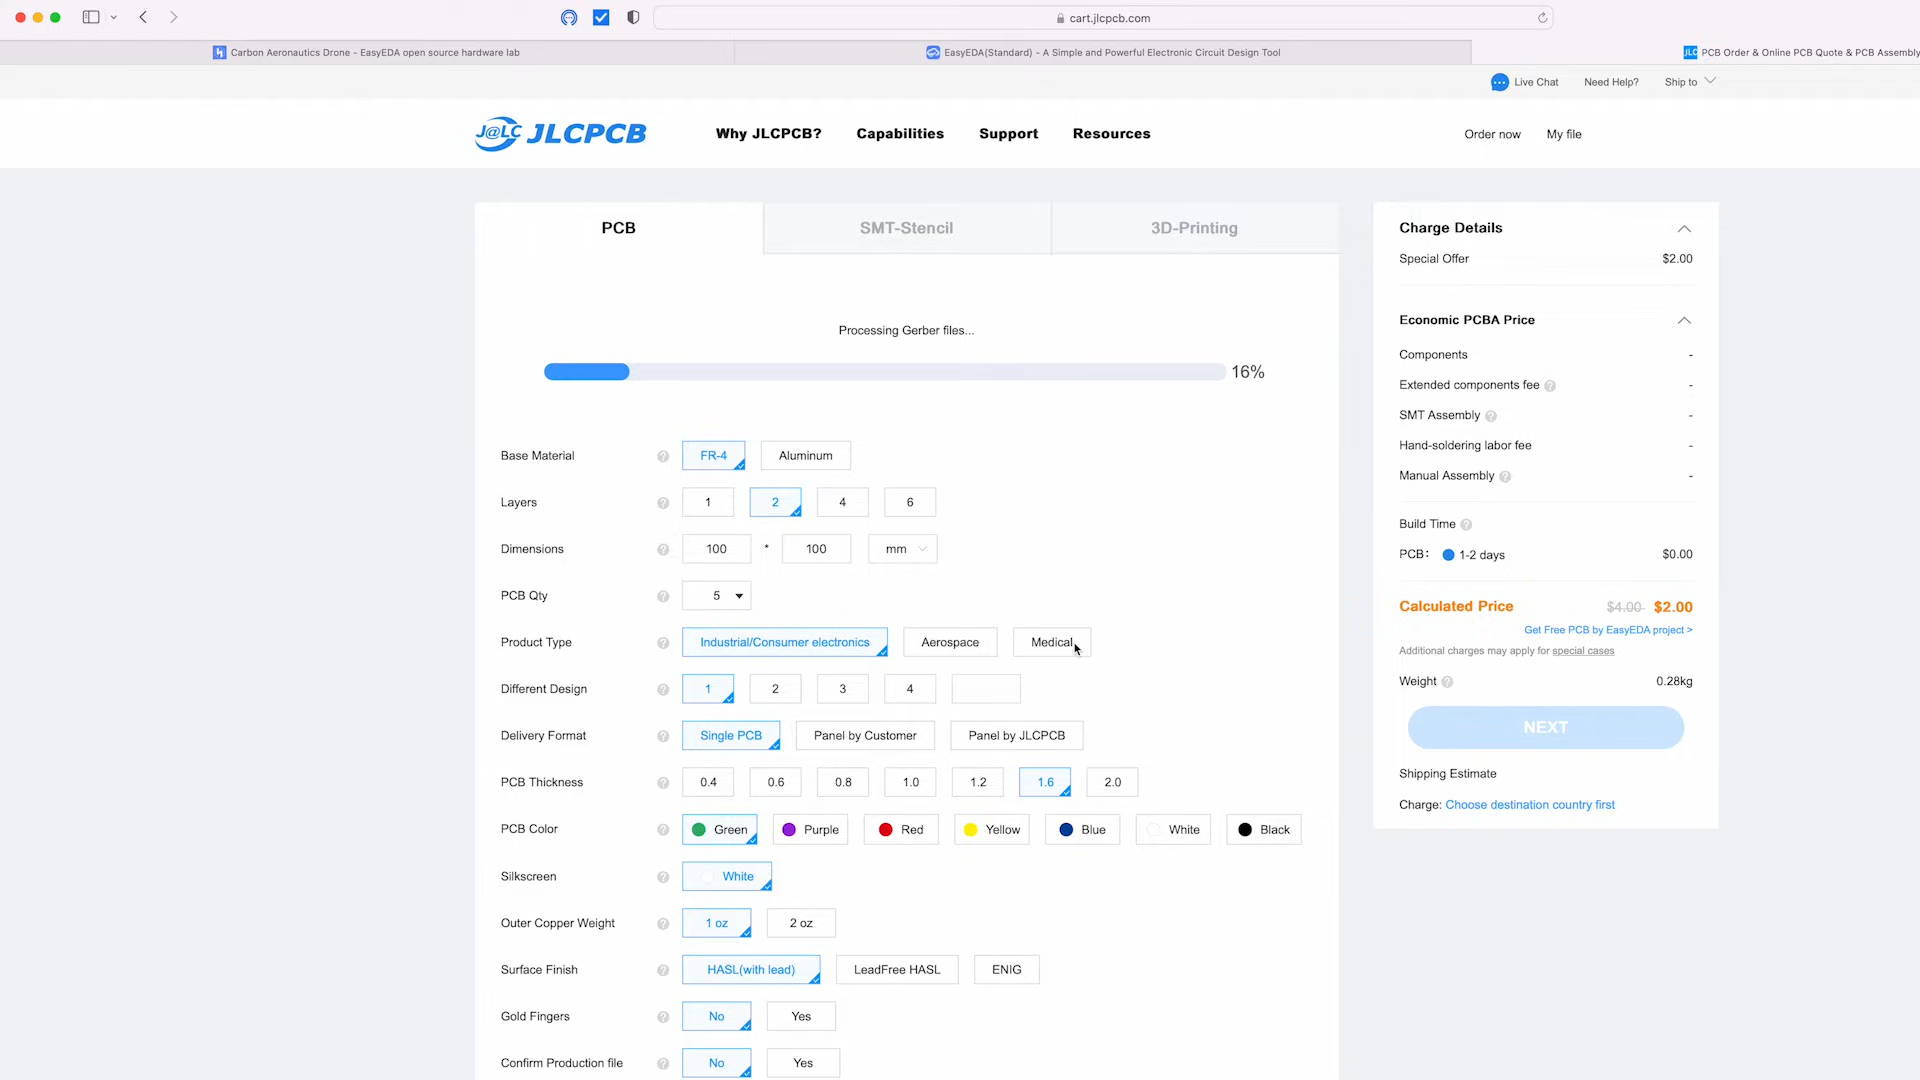 cart.jlcpcb.com
Carbon Aeronautics Drone - EasyEDA open source hardware lab
EasyEDA(Standard) - A Simple and Powerful Electronic Circuit Design Tool
JLC PCB Order & Online PCB Quote & PCB Assembly
Live Chat
Need Help?
Ship to
J@LC JLCPCB
Why JLCPCB?
Capabilities
Support
Resources
Order now
My file
PCB
SMT-Stencil
3D-Printing
Processing Gerber files...
16%
Base Material ? FR-4 Aluminum
Layers ? 1 2 4 6
Dimensions ? 100 * 100 mm
PCB Qty ? 5
Product Type ? Industrial/Consumer electronics Aerospace Medical
Different Design ? 1 2 3 4
Delivery Format ? Single PCB Panel by Customer Panel by JLCPCB
PCB Thickness ? 0.4 0.6 0.8 1.0 1.2 1.6 2.0
PCB Color ? Green Purple Red Yellow Blue White Black
Silkscreen ? White
Outer Copper Weight ? 1 oz 2 oz
Surface Finish ? HASL(with lead) LeadFree HASL ENIG
Gold Fingers ? No Yes
Confirm Production file ? No Yes
Charge Details
Special Offer $2.00
Economic PCBA Price
Components -
Extended components fee ? -
SMT Assembly ? -
Hand-soldering labor fee -
Manual Assembly ? -
Build Time ?
PCB: 1-2 days $0.00
Calculated Price $4.00 $2.00
Get Free PCB by EasyEDA project >
Additional charges may apply for special cases
Weight ? 0.28kg
NEXT
Shipping Estimate
Charge: Choose destination country first